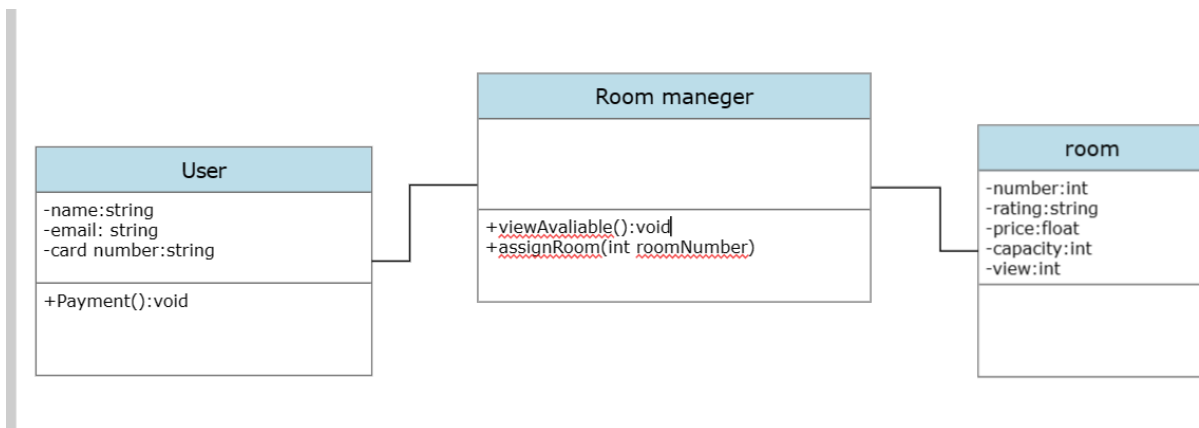 User
-name:string
-email: string
-card number:string
+Payment():void
Room maneger
+viewAvaliable():void
+assignRoom(int roomNumber)
room
-number:int
-rating:string
-price:float
-capacity:int
-view:int